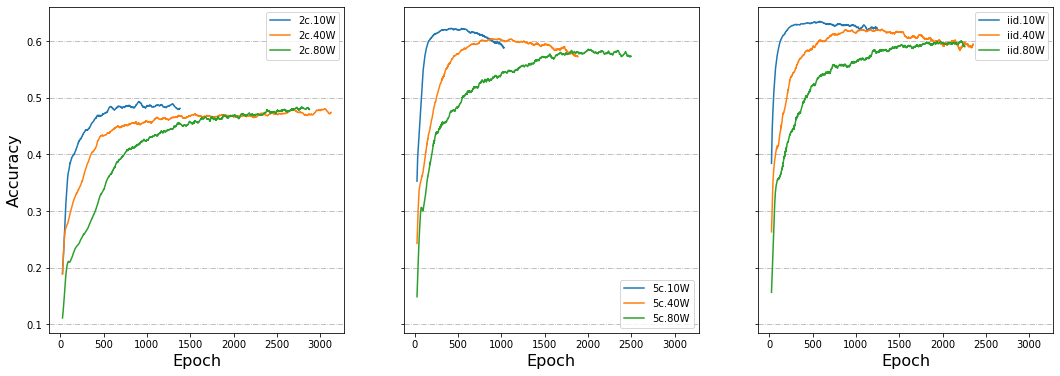 2c.10W
2c.40W
2c.80W
0.6
0.5
0.4
0.3
0.2
0.1
Accuracy
0 500 1000 1500 2000 2500 3000
Epoch
5c.10W
5c.40W
5c.80W
0 500 1000 1500 2000 2500 3000
Epoch
iid.10W
iid.40W
iid.80W
0 500 1000 1500 2000 2500 3000
Epoch